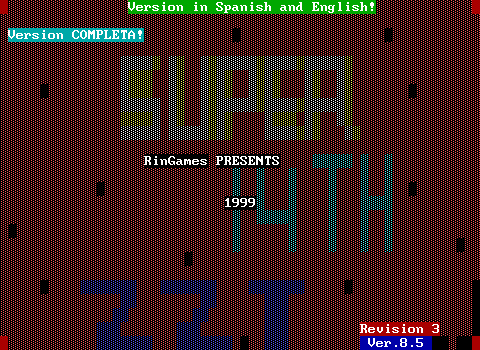 Version in Spanish and English!
Version COMPLETA!
RinGames PRESENTS
1999
Revision 3
Ver.8.5